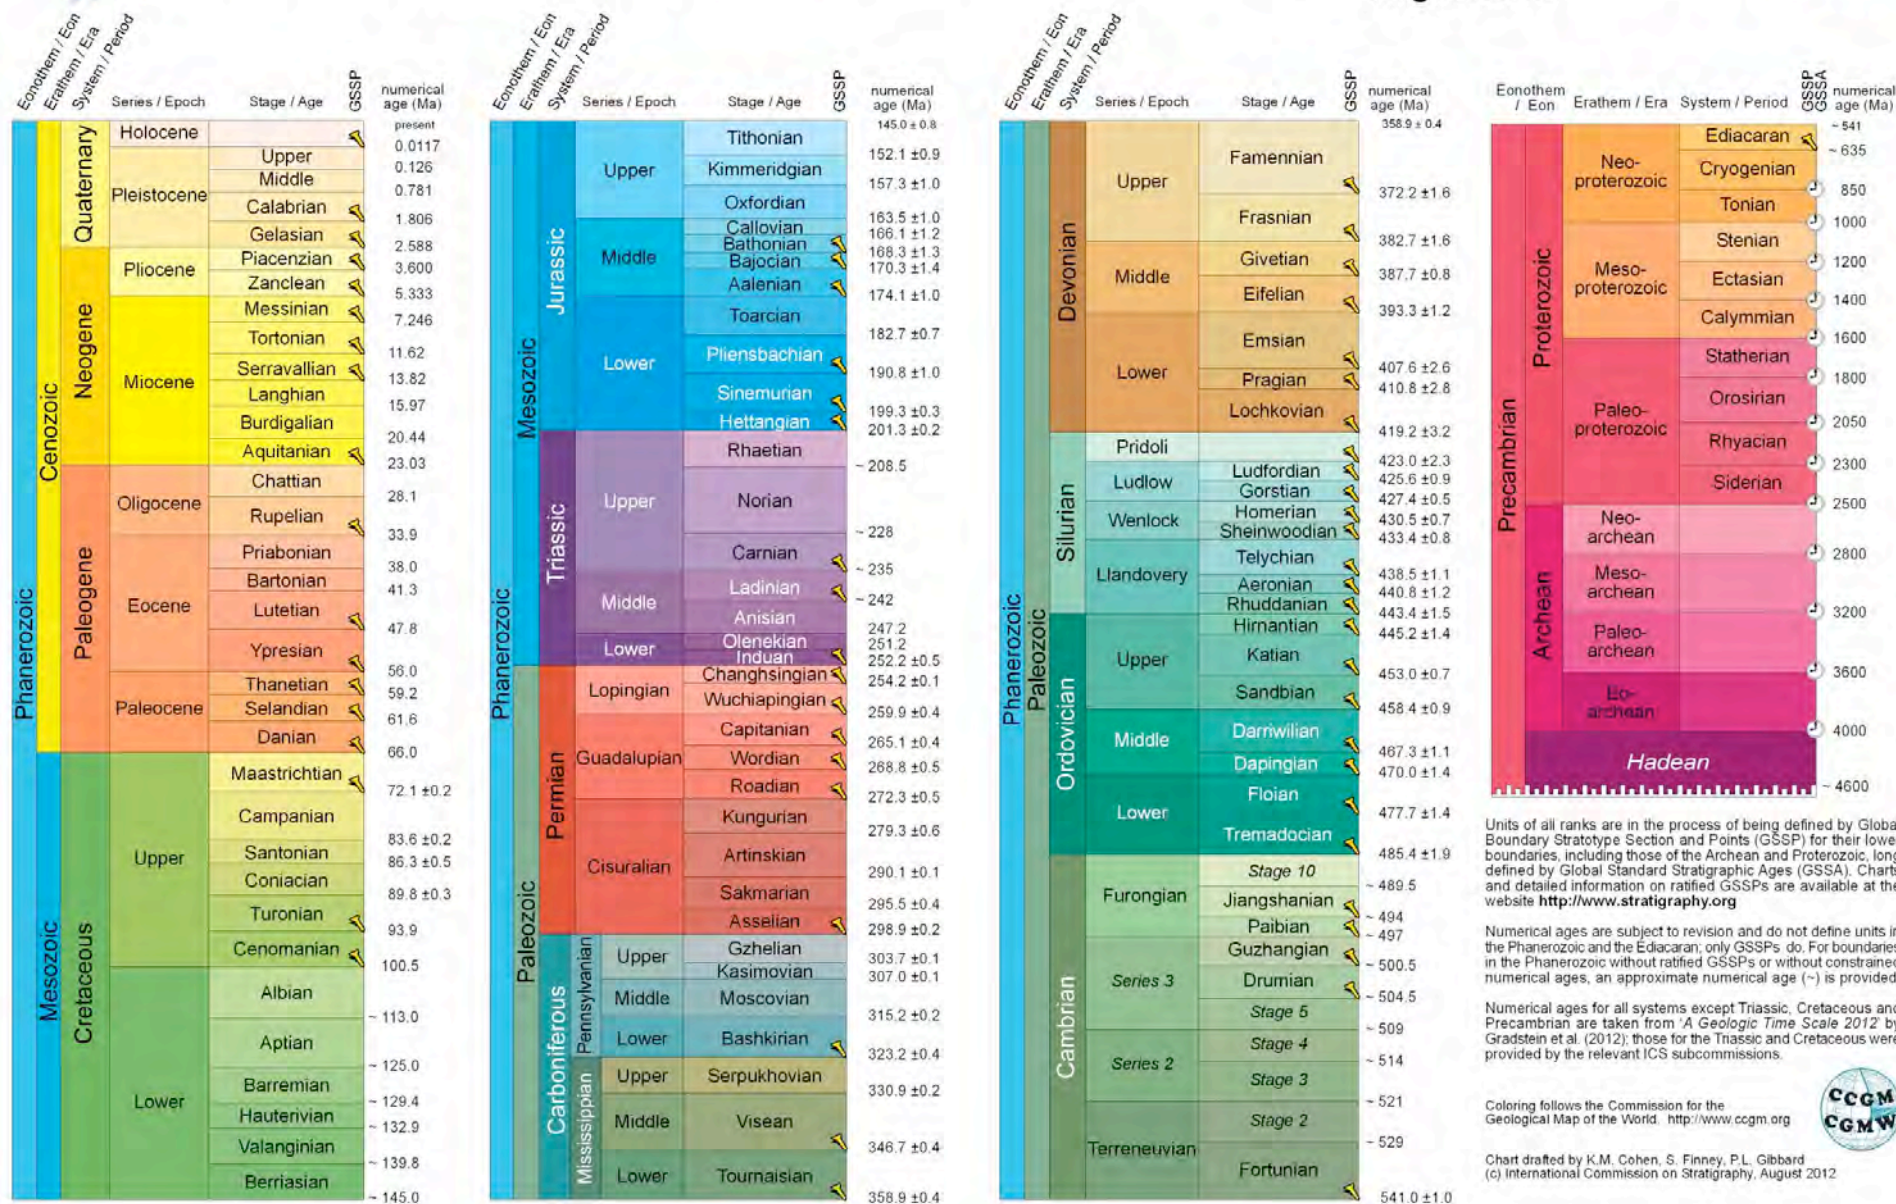 Eonothem / Eon
Erathem / Era
System / Period
Series / Epoch
Stage / Age
GSSP
numerical
age (Ma)
Phanerozoic
Cenozoic
Mesozoic
Quaternary
Neogene
Paleogene
Cretaceous
Holocene
Pleistocene
Pliocene
Miocene
Oligocene
Eocene
Paleocene
Upper
Lower
Upper
Middle
Calabrian
Gelasian
Piacenzian
Zanclean
Messinian
Tortonian
Serravallian
Langhian
Burdigalian
Aquitanian
Chattian
Rupelian
Priabonian
Bartonian
Lutetian
Ypresian
Thanetian
Selandian
Danian
Maastrichtian
Campanian
Santonian
Coniacian
Turonian
Cenomanian
Albian
Aptian
Barremian
Hauterivian
Valanginian
Berriasian
present
0.0117
0.126
0.781
1.806
2.588
3.600
5.333
7.246
11.62
13.82
15.97
20.44
23.03
28.1
33.9
38.0
41.3
47.8
56.0
59.2
61.6
66.0
72.1 ±0.2
83.6 ±0.2
86.3 ±0.5
89.8 ±0.3
93.9
100.5
~ 113.0
~ 125.0
~ 129.4
~ 132.9
~ 139.8
~ 145.0
Eonothem / Eon
Erathem / Era
System / Period
Series / Epoch
Stage / Age
GSSP
numerical
age (Ma)
Phanerozoic
Mesozoic
Paleozoic
Jurassic
Triassic
Permian
Carboniferous
Pennsylvanian
Mississippian
Upper
Middle
Lower
Upper
Middle
Lower
Lopingian
Guadalupian
Cisuralian
Upper
Middle
Lower
Upper
Middle
Lower
Tithonian
Kimmeridgian
Oxfordian
Callovian
Bathonian
Bajocian
Aalenian
Toarcian
Pliensbachian
Sinemurian
Hettangian
Rhaetian
Norian
Carnian
Ladinian
Anisian
Olenekian
Induan
Changhsingian
Wuchiapingian
Capitanian
Wordian
Roadian
Kungurian
Artinskian
Sakmarian
Asselian
Gzhelian
Kasimovian
Moscovian
Bashkirian
Serpukhovian
Visean
Tournaisian
145.0 ± 0.8
152.1 ±0.9
157.3 ±1.0
163.5 ±1.0
166.1 ±1.2
168.3 ±1.3
170.3 ±1.4
174.1 ±1.0
182.7 ±0.7
190.8 ±1.0
199.3 ±0.3
201.3 ±0.2
~ 208.5
~ 228
~ 235
~ 242
247.2
251.2
252.2 ±0.5
254.2 ±0.1
259.9 ±0.4
265.1 ±0.4
268.8 ±0.5
272.3 ±0.5
279.3 ±0.6
290.1 ±0.1
295.5 ±0.4
298.9 ±0.2
303.7 ±0.1
307.0 ±0.1
315.2 ±0.2
323.2 ±0.4
330.9 ±0.2
346.7 ±0.4
358.9 ±0.4
Eonothem / Eon
Erathem / Era
System / Period
Series / Epoch
Stage / Age
GSSP
numerical
age (Ma)
Phanerozoic
Paleozoic
Devonian
Silurian
Ordovician
Cambrian
Upper
Middle
Lower
Pridoli
Ludlow
Wenlock
Llandovery
Upper
Middle
Lower
Furongian
Series 3
Series 2
Terreneuvian
Famennian
Frasnian
Givetian
Eifelian
Emsian
Pragian
Lochkovian
Ludfordian
Gorstian
Homerian
Sheinwoodian
Telychian
Aeronian
Rhuddanian
Hirnantian
Katian
Sandbian
Darriwilian
Dapingian
Floian
Tremadocian
Stage 10
Jiangshanian
Paibian
Guzhangian
Drumian
Stage 5
Stage 4
Stage 3
Stage 2
Fortunian
358.9 ± 0.4
372.2 ±1.6
382.7 ±1.6
387.7 ±0.8
393.3 ±1.2
407.6 ±2.6
410.8 ±2.8
419.2 ±3.2
423.0 ±2.3
425.6 ±0.9
427.4 ±0.5
430.5 ±0.7
433.4 ±0.8
438.5 ±1.1
440.8 ±1.2
443.4 ±1.5
445.2 ±1.4
453.0 ±0.7
458.4 ±0.9
467.3 ±1.1
470.0 ±1.4
477.7 ±1.4
485.4 ±1.9
~ 489.5
~ 494
~ 497
~ 500.5
~ 504.5
~ 509
~ 514
~ 521
~ 529
541.0 ±1.0
Eonothem
/ Eon
Erathem / Era
System / Period
GSSP
GSSA
numerical
age (Ma)
Precambrian
Proterozoic
Archean
Hadean
Neo-
proterozoic
Meso-
proterozoic
Paleo-
proterozoic
Neo-
archean
Meso-
archean
Paleo-
archean
Eo-
archean
Ediacaran
Cryogenian
Tonian
Stenian
Ectasian
Calymmian
Statherian
Orosirian
Rhyacian
Siderian
~ 541
~ 635
850
1000
1200
1400
1600
1800
2050
2300
2500
2800
3200
3600
4000
~ 4600
Units of all ranks are in the process of being defined by Global
Boundary Stratotype Section and Points (GSSP) for their lower
boundaries, including those of the Archean and Proterozoic, long
defined by Global Standard Stratigraphic Ages (GSSA). Charts
and detailed information on ratified GSSPs are available at the
website http://www.stratigraphy.org
Numerical ages are subject to revision and do not define units in
the Phanerozoic and the Ediacaran; only GSSPs do. For boundaries
in the Phanerozoic without ratified GSSPs or without constrained
numerical ages, an approximate numerical age (~) is provided.
Numerical ages for all systems except Triassic, Cretaceous and
Precambrian are taken from 'A Geologic Time Scale 2012' by
Gradstein et al. (2012); those for the Triassic and Cretaceous were
provided by the relevant ICS subcommissions.
Coloring follows the Commission for the
Geological Map of the World. http://www.ccgm.org
CCGM
CGMW
Chart drafted by K.M. Cohen, S. Finney, P.L. Gibbard
(c) International Commission on Stratigraphy, August 2012